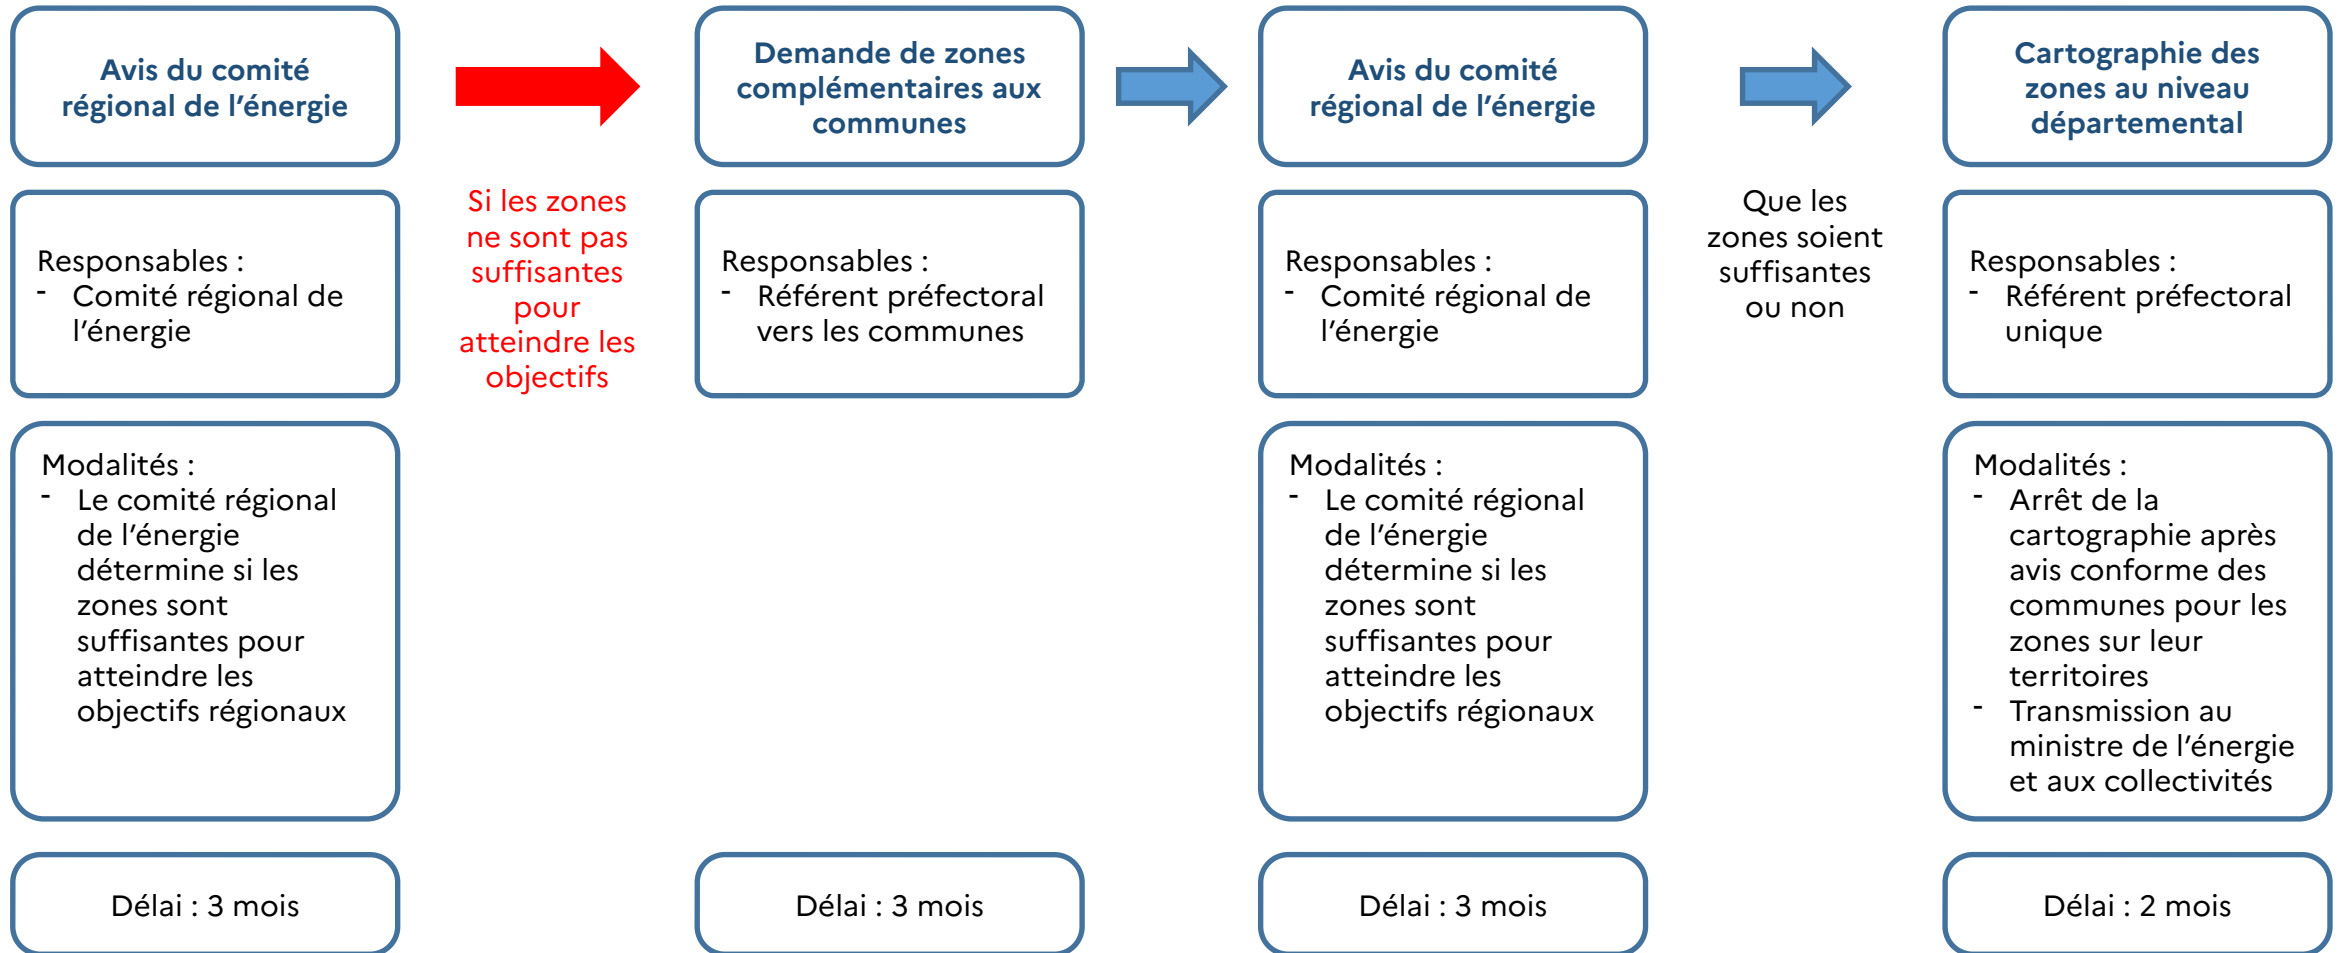 Avis du comité
régional de l'énergie
Demande de zones
complémentaires aux
communes
Avis du comité
régional de l'énergie
Cartographie des
zones au niveau
départemental
Responsables :
- Comité régional de
l'énergie
Si les zones
ne sont pas
suffisantes
pour
atteindre les
objectifs
Responsables :
- Référent préfectoral
vers les communes
Responsables :
- Comité régional de
l'énergie
Que les
zones soient
suffisantes
ou non
Responsables :
- Référent préfectoral
unique
Modalités :
- Le comité régional
de l'énergie
détermine si les
zones sont
suffisantes pour
atteindre les
objectifs régionaux
Modalités :
- Le comité régional
de l'énergie
détermine si les
zones sont
suffisantes pour
atteindre les
objectifs régionaux
Modalités :
- Arrêt de la
cartographie après
avis conforme des
communes pour les
zones sur leur
territoires
- Transmission au
ministre de l'énergie
et aux collectivités
Délai : 3 mois
Délai : 3 mois
Délai : 3 mois
Délai : 2 mois